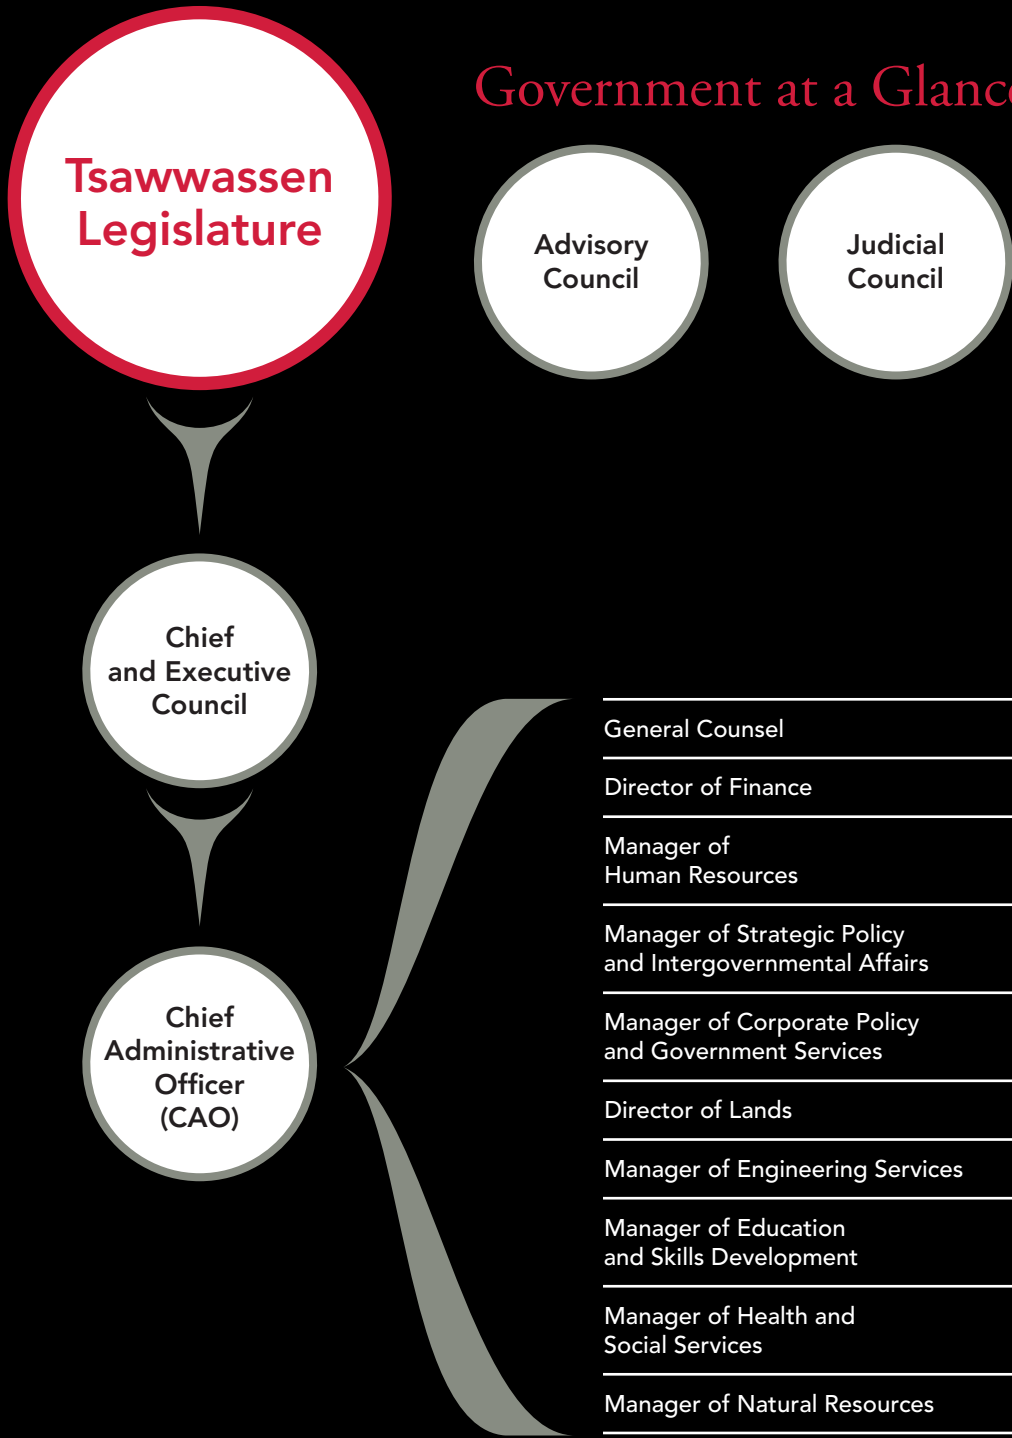 Government at a Glance
Tsawwassen
Legislature
Advisory
Council
Judicial
Council
Chief
and Executive
Council
Chief
Administrative
Officer
(CAO)
General Counsel
Director of Finance
Manager of
Human Resources
Manager of Strategic Policy
and Intergovernmental Affairs
Manager of Corporate Policy
and Government Services
Director of Lands
Manager of Engineering Services
Manager of Education
and Skills Development
Manager of Health and
Social Services
Manager of Natural Resources